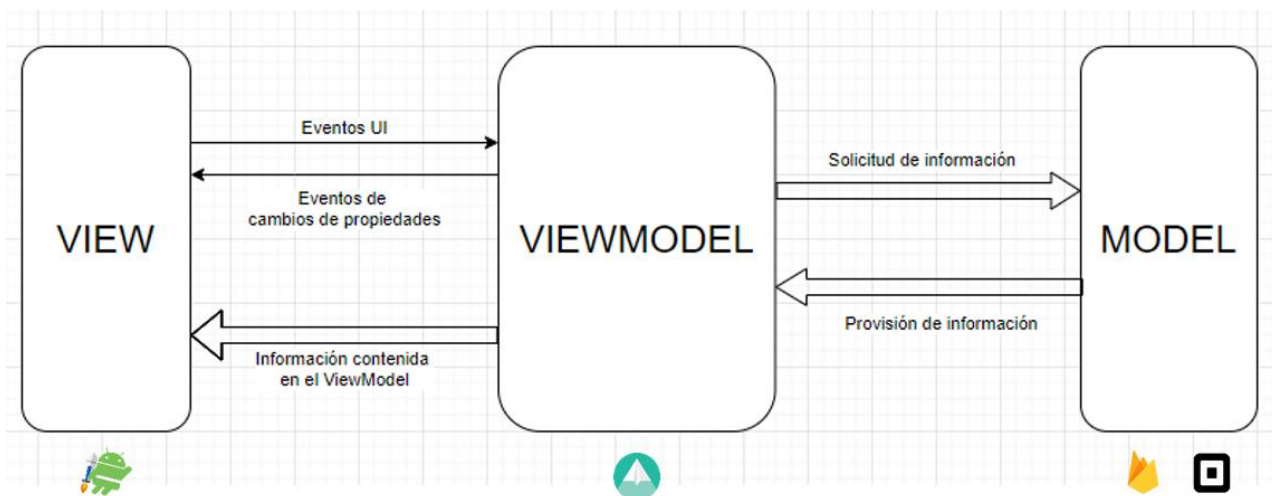 Eventos UI
Eventos de
cambios de propiedades
VIEW
Información contenida
en el ViewModel
VIEWMODEL
Solicitud de información
Provisión de información
MODEL